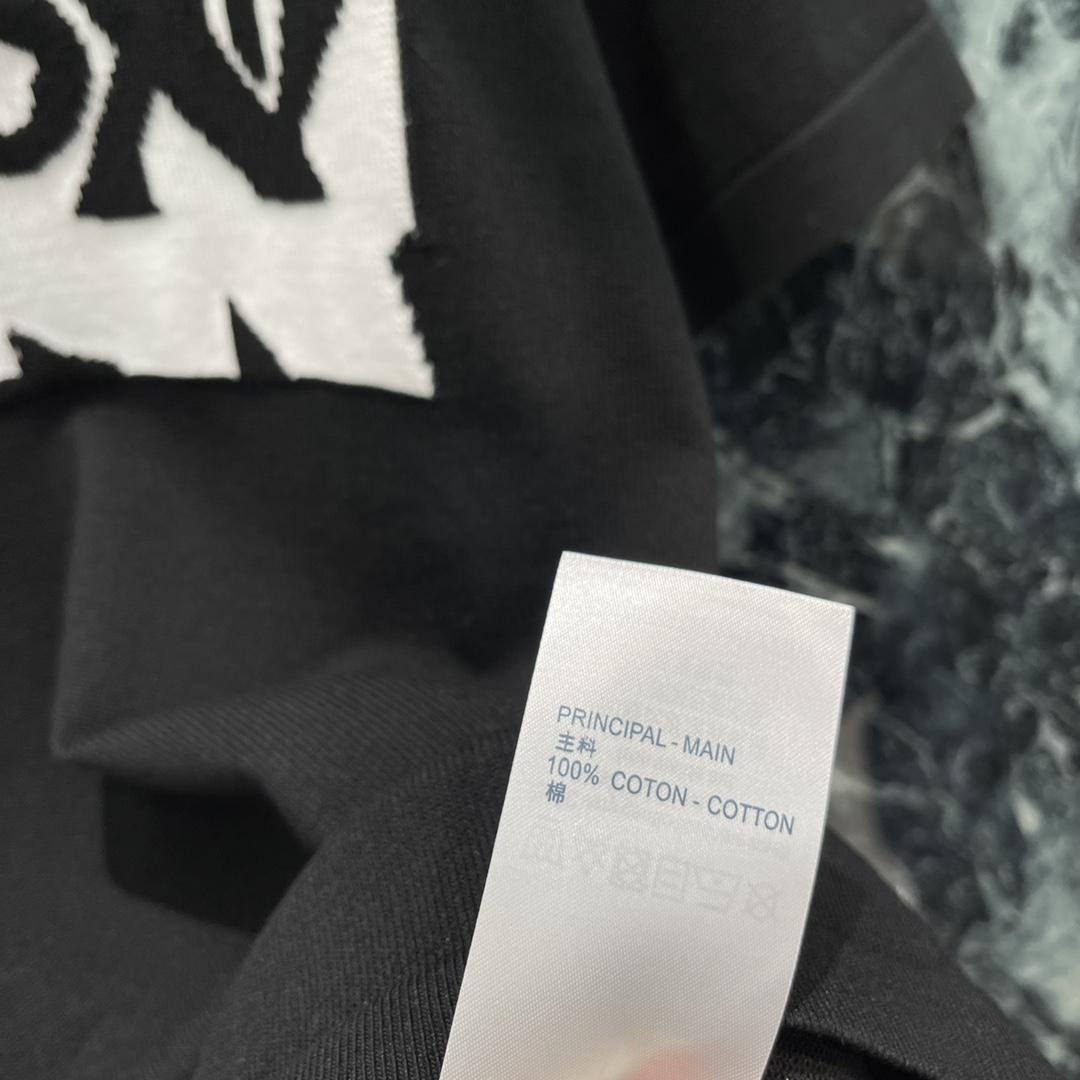 PRINCIPAL - MAIN
主料
100% COTON - COTTON
棉